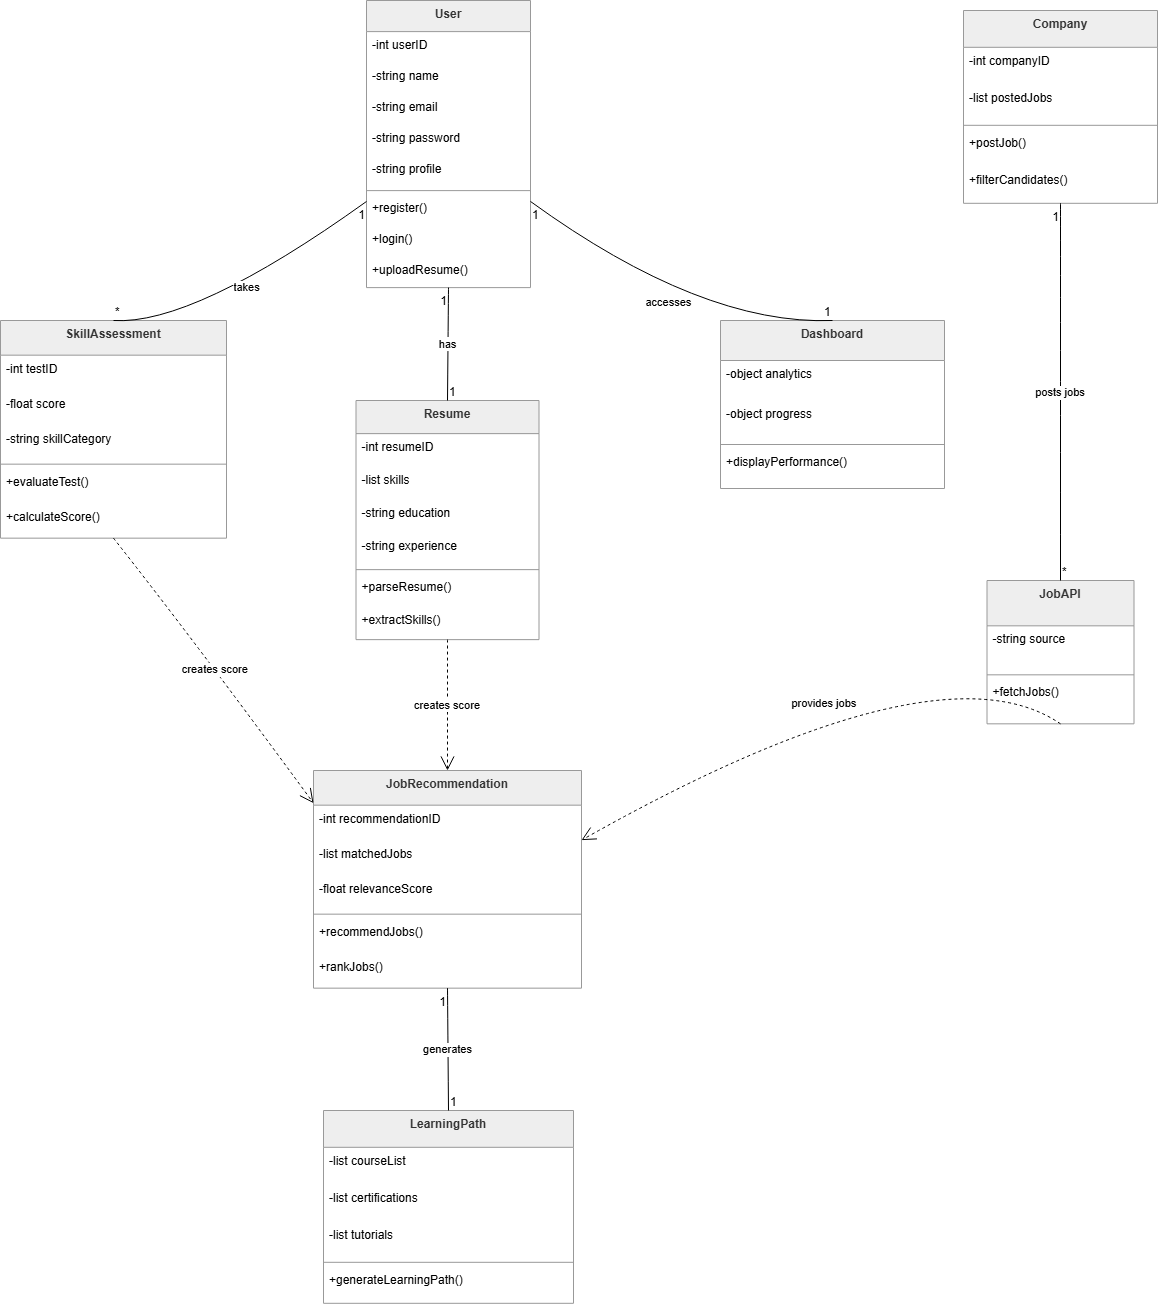 User
-int userID
-string name
-string email
-string password
-string profile
+register()
+login()
+uploadResume()
Company
-int companyID
-list postedJobs
+postJob()
+filterCandidates()
1
1
1
1
takes
accesses
has
posts jobs
*
1
1
*
SkillAssessment
-int testID
-float score
-string skillCategory
+evaluateTest()
+calculateScore()
Dashboard
-object analytics
-object progress
+displayPerformance()
Resume
-int resumeID
-list skills
-string education
-string experience
+parseResume()
+extractSkills()
JobAPI
-string source
+fetchJobs()
creates score
creates score
provides jobs
JobRecommendation
-int recommendationID
-list matchedJobs
-float relevanceScore
+recommendJobs()
+rankJobs()
1
generates
1
LearningPath
-list courseList
-list certifications
-list tutorials
+generateLearningPath()